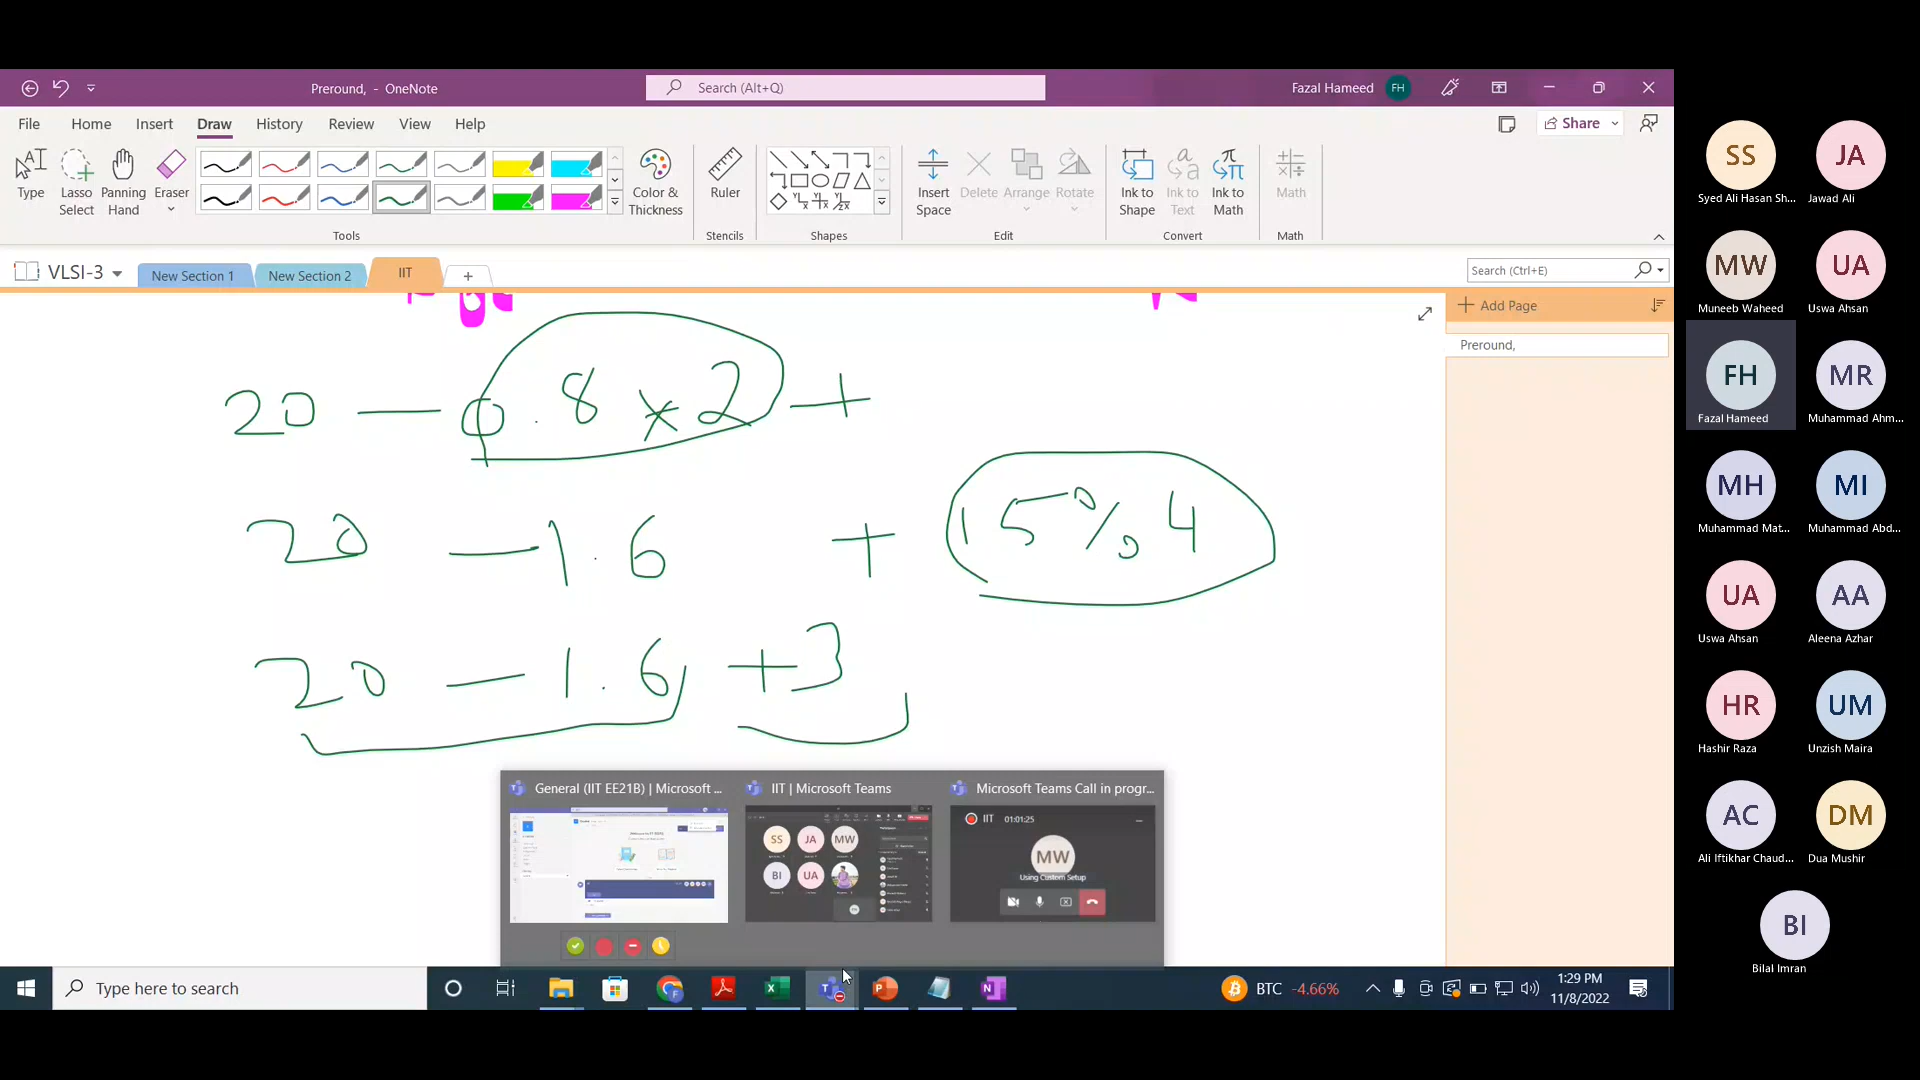 Preround, - OneNote
Search (Alt+Q)
Fazal Hameed
FH
File
Home
Insert
Draw
History
Review
View
Help
Share
Type
Lasso Select
Panning Hand
Eraser
Color & Thickness
Ruler
Insert Space
Delete
Arrange
Rotate
Ink to Shape
Ink to Text
Ink to Math
Math
Tools
Stencils
Shapes
Edit
Convert
Math
VLSI-3
New Section 1
New Section 2
IIT
+
Search (Ctrl+E)
Add Page
Preround,
20 — 0.8 * 2 +
20 — 1.6 + 15 % 4
20 — 1.6 + 3
General (IIT EE21B) | Microsoft ...
IIT | Microsoft Teams
Microsoft Teams Call in progr...
SS
JA
MW
BI
UA
IIT 01:01:25
MW
Using Custom Setup
Type here to search
BTC -4.66%
1:29 PM
11/8/2022
SS
Syed Ali Hasan Sh...
JA
Jawad Ali
MW
Muneeb Waheed
UA
Uswa Ahsan
FH
Fazal Hameed
MR
Muhammad Ahm...
MH
Muhammad Mat...
MI
Muhammad Abd...
UA
Uswa Ahsan
AA
Aleena Azhar
HR
Hashir Raza
UM
Unzish Maira
AC
Ali Iftikhar Chaud...
DM
Dua Mushir
BI
Bilal Imran